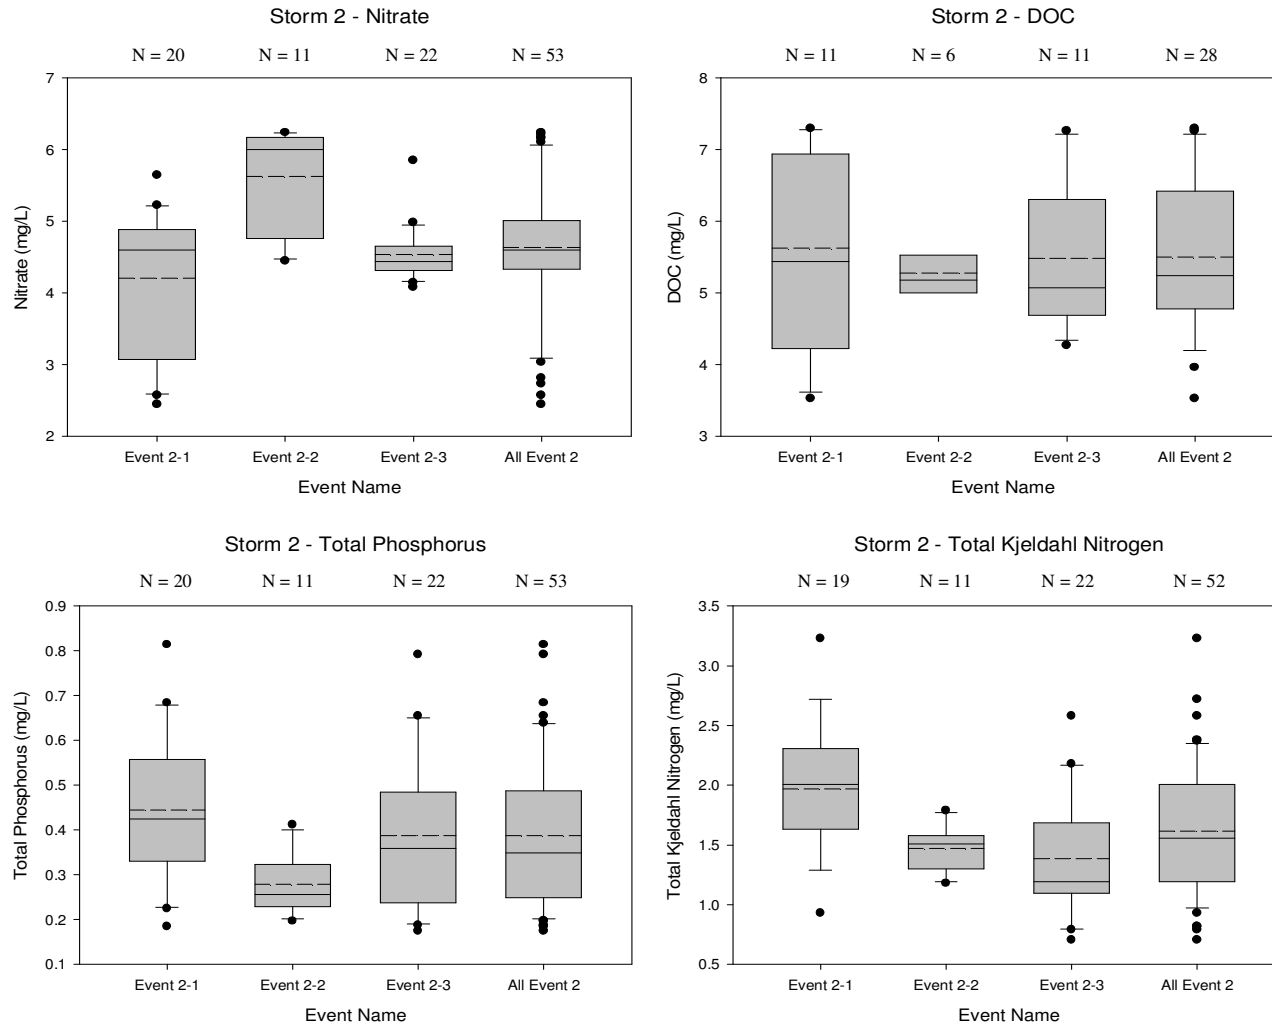 Storm 2 - Nitrate
N = 20 N = 11 N = 22 N = 53
7
6
5
4
3
2
Nitrate (mg/L)
Event 2-1 Event 2-2 Event 2-3 All Event 2
Event Name
Storm 2 - DOC
N = 11 N = 6 N = 11 N = 28
8
7
6
5
4
3
DOC (mg/L)
Event 2-1 Event 2-2 Event 2-3 All Event 2
Event Name
Storm 2 - Total Phosphorus
N = 20 N = 11 N = 22 N = 53
0.9
0.8
0.7
0.6
0.5
0.4
0.3
0.2
0.1
Total Phosphorus (mg/L)
Event 2-1 Event 2-2 Event 2-3 All Event 2
Event Name
Storm 2 - Total Kjeldahl Nitrogen
N = 19 N = 11 N = 22 N = 52
3.5
3.0
2.5
2.0
1.5
1.0
0.5
Total Kjeldahl Nitrogen (mg/L)
Event 2-1 Event 2-2 Event 2-3 All Event 2
Event Name